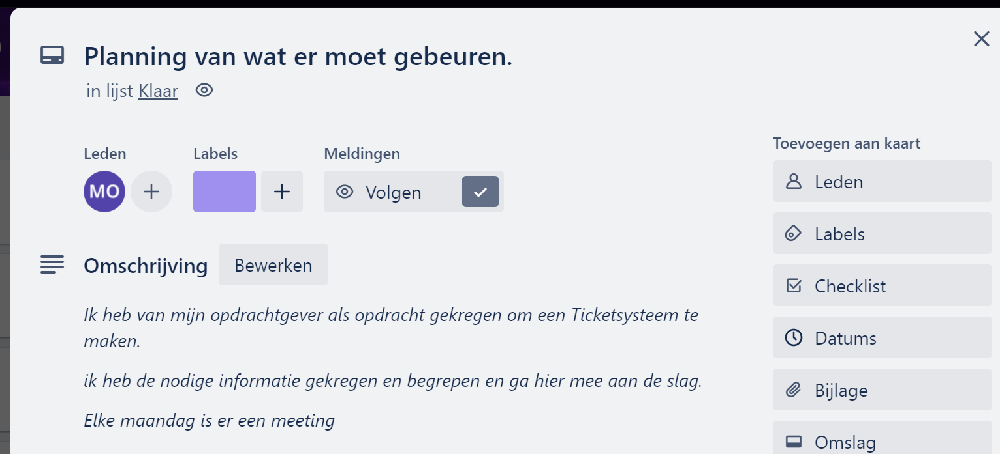 Planning van wat er moet gebeuren.
in lijst Klaar
Leden
Labels
Meldingen
MO
Volgen
Omschrijving
Bewerken
Ik heb van mijn opdrachtgever als opdracht gekregen om een Ticketsysteem te
maken.
ik heb de nodige informatie gekregen en begrepen en ga hier mee aan de slag.
Elke maandag is er een meeting
Toevoegen aan kaart
Leden
Labels
Checklist
Datums
Bijlage
Omslag